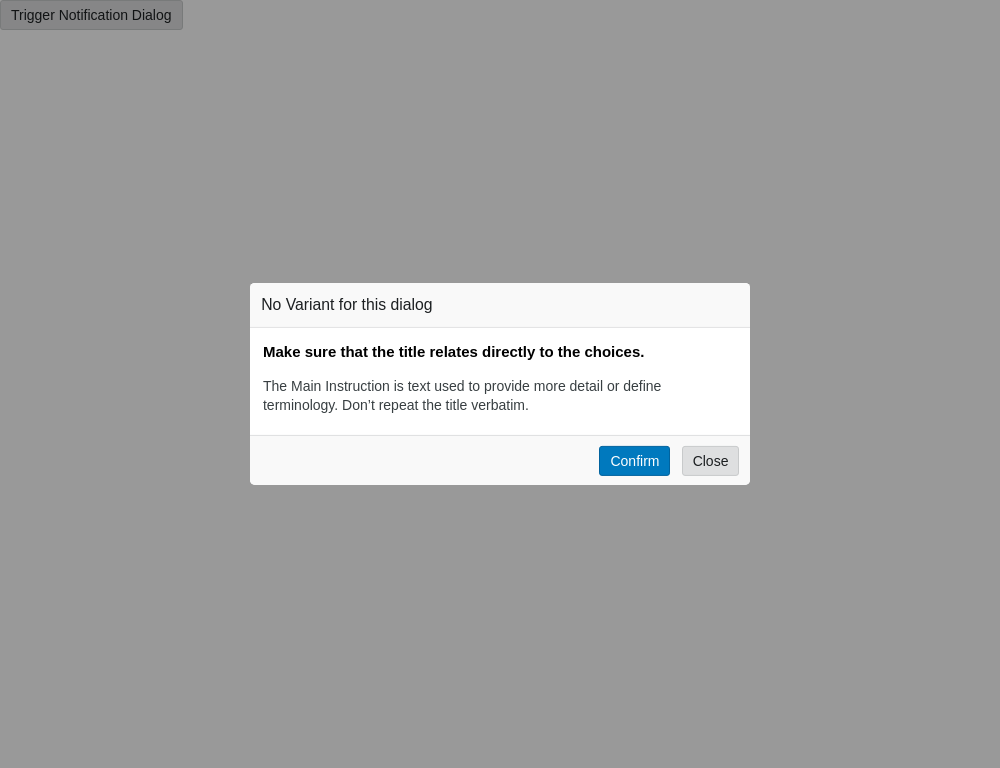 Trigger Notification Dialog
No Variant for this dialog
Make sure that the title relates directly to the choices.
The Main Instruction is text used to provide more detail or define
terminology. Don’t repeat the title verbatim.
Confirm Close